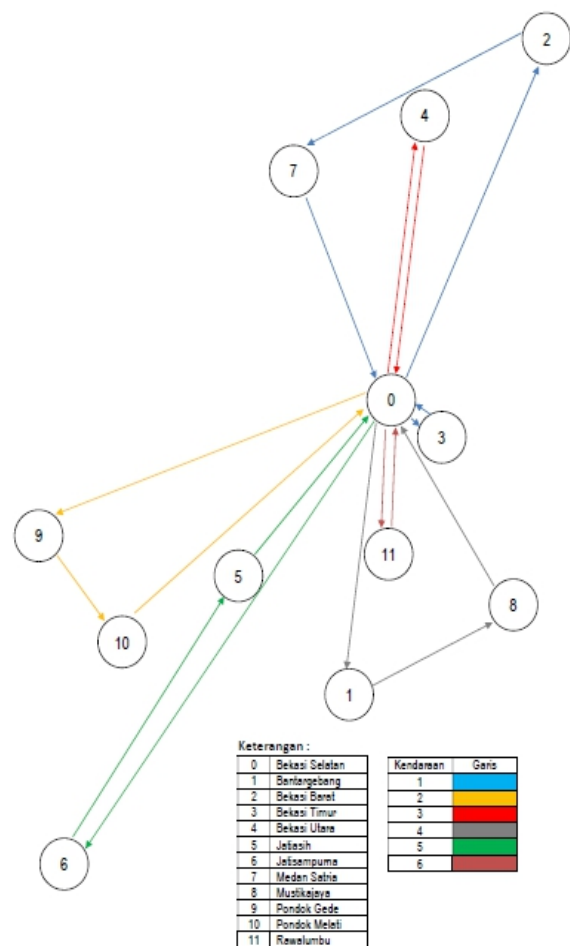 2
4
7
0
3
9
11
5
8
10
1
6
Keterangan :
0 Bekasi Selatan
1 Bantargebang
2 Bekasi Barat
3 Bekasi Timur
4 Bekasi Utara
5 Jatiasih
6 Jatisampurna
7 Medan Satria
8 Mustikajaya
9 Pondok Gede
10 Pondok Melati
11 Rawalumbu
Kendaraan Garis
1
2
3
4
5
6